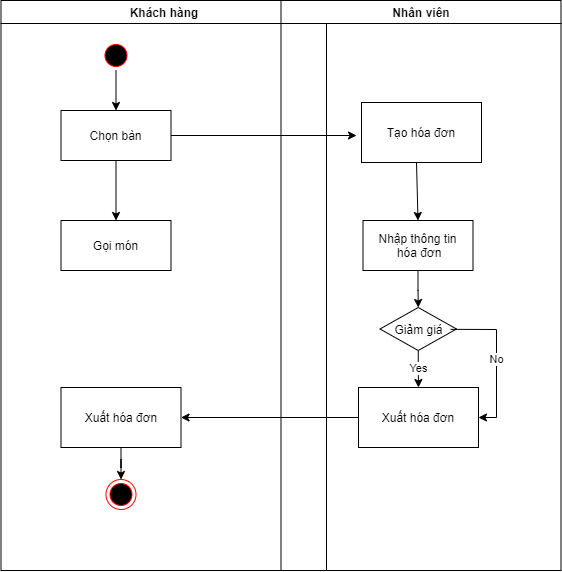 Khách hàng
Nhân viên
Chọn bàn
Tạo hóa đơn
Gọi món
Nhập thông tin
hóa đơn
Giảm giá
No
Yes
Xuất hóa đơn
Xuất hóa đơn